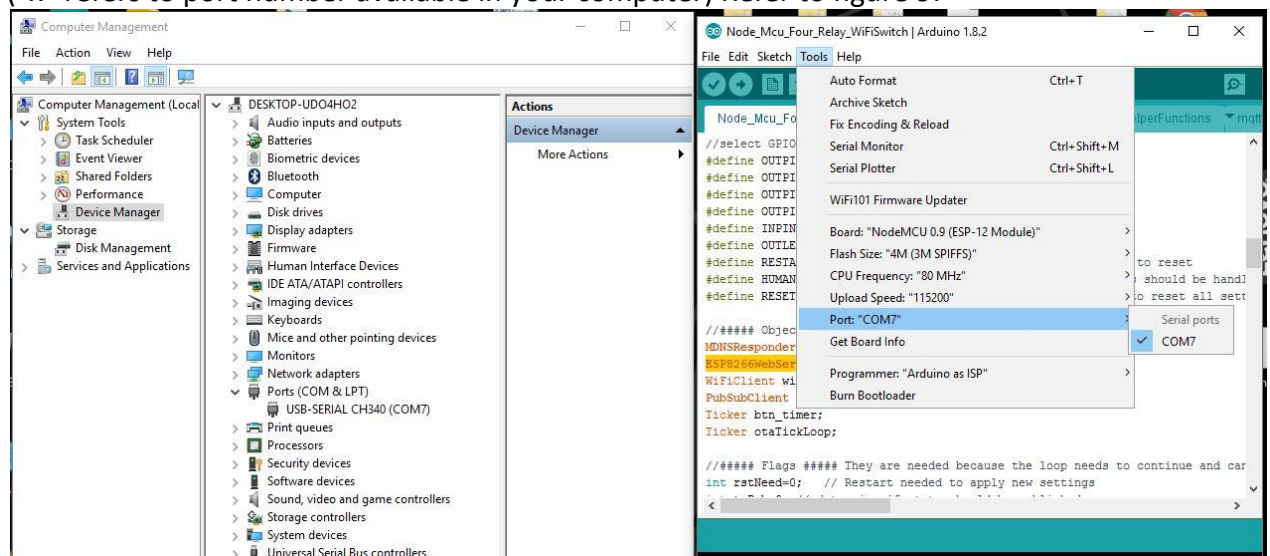 Computer Management
File Action View Help
Computer Management (Local
System Tools
Task Scheduler
Event Viewer
Shared Folders
Performance
Device Manager
Storage
Disk Management
Services and Applications
DESKTOP-UDO4HO2
Audio inputs and outputs
Batteries
Biometric devices
Bluetooth
Computer
Disk drives
Display adapters
Firmware
Human Interface Devices
IDE ATA/ATAPI controllers
Imaging devices
Keyboards
Mice and other pointing devices
Monitors
Network adapters
Ports (COM & LPT)
USB-SERIAL CH340 (COM7)
Print queues
Processors
Security devices
Software devices
Sound, video and game controllers
Storage controllers
System devices
Universal Serial Bus controllers
Actions
Device Manager
More Actions
Node_Mcu_Four_Relay_WiFiSwitch | Arduino 1.8.2
File Edit Sketch Tools Help
Auto Format Ctrl+T
Archive Sketch
Fix Encoding & Reload
Serial Monitor Ctrl+Shift+M
Serial Plotter Ctrl+Shift+L
WiFi101 Firmware Updater
Board: "NodeMCU 0.9 (ESP-12 Module)"
Flash Size: "4M (3M SPIFFS)"
CPU Frequency: "80 MHz"
Upload Speed: "115200"
Port: "COM7"
Get Board Info
Programmer: "Arduino as ISP"
Burn Bootloader
Serial ports
COM7
Node_Mcu_Fo lperFunctions mqtt
//select GPIO
#define OUTPI
#define OUTPI
#define OUTPI
#define OUTPI
#define INPIN
#define OUTLE
#define RESTA to reset
#define HUMAN should be handl
#define RESET to reset all sett
//##### Objec
MDNSResponder
ESP8266WebSer
WiFiClient wi
PubSubClient
Ticker btn_timer;
Ticker otaTickLoop;
//##### Flags ##### They are needed because the loop needs to continue and car
int rstNeed=0; // Restart needed to apply new settings